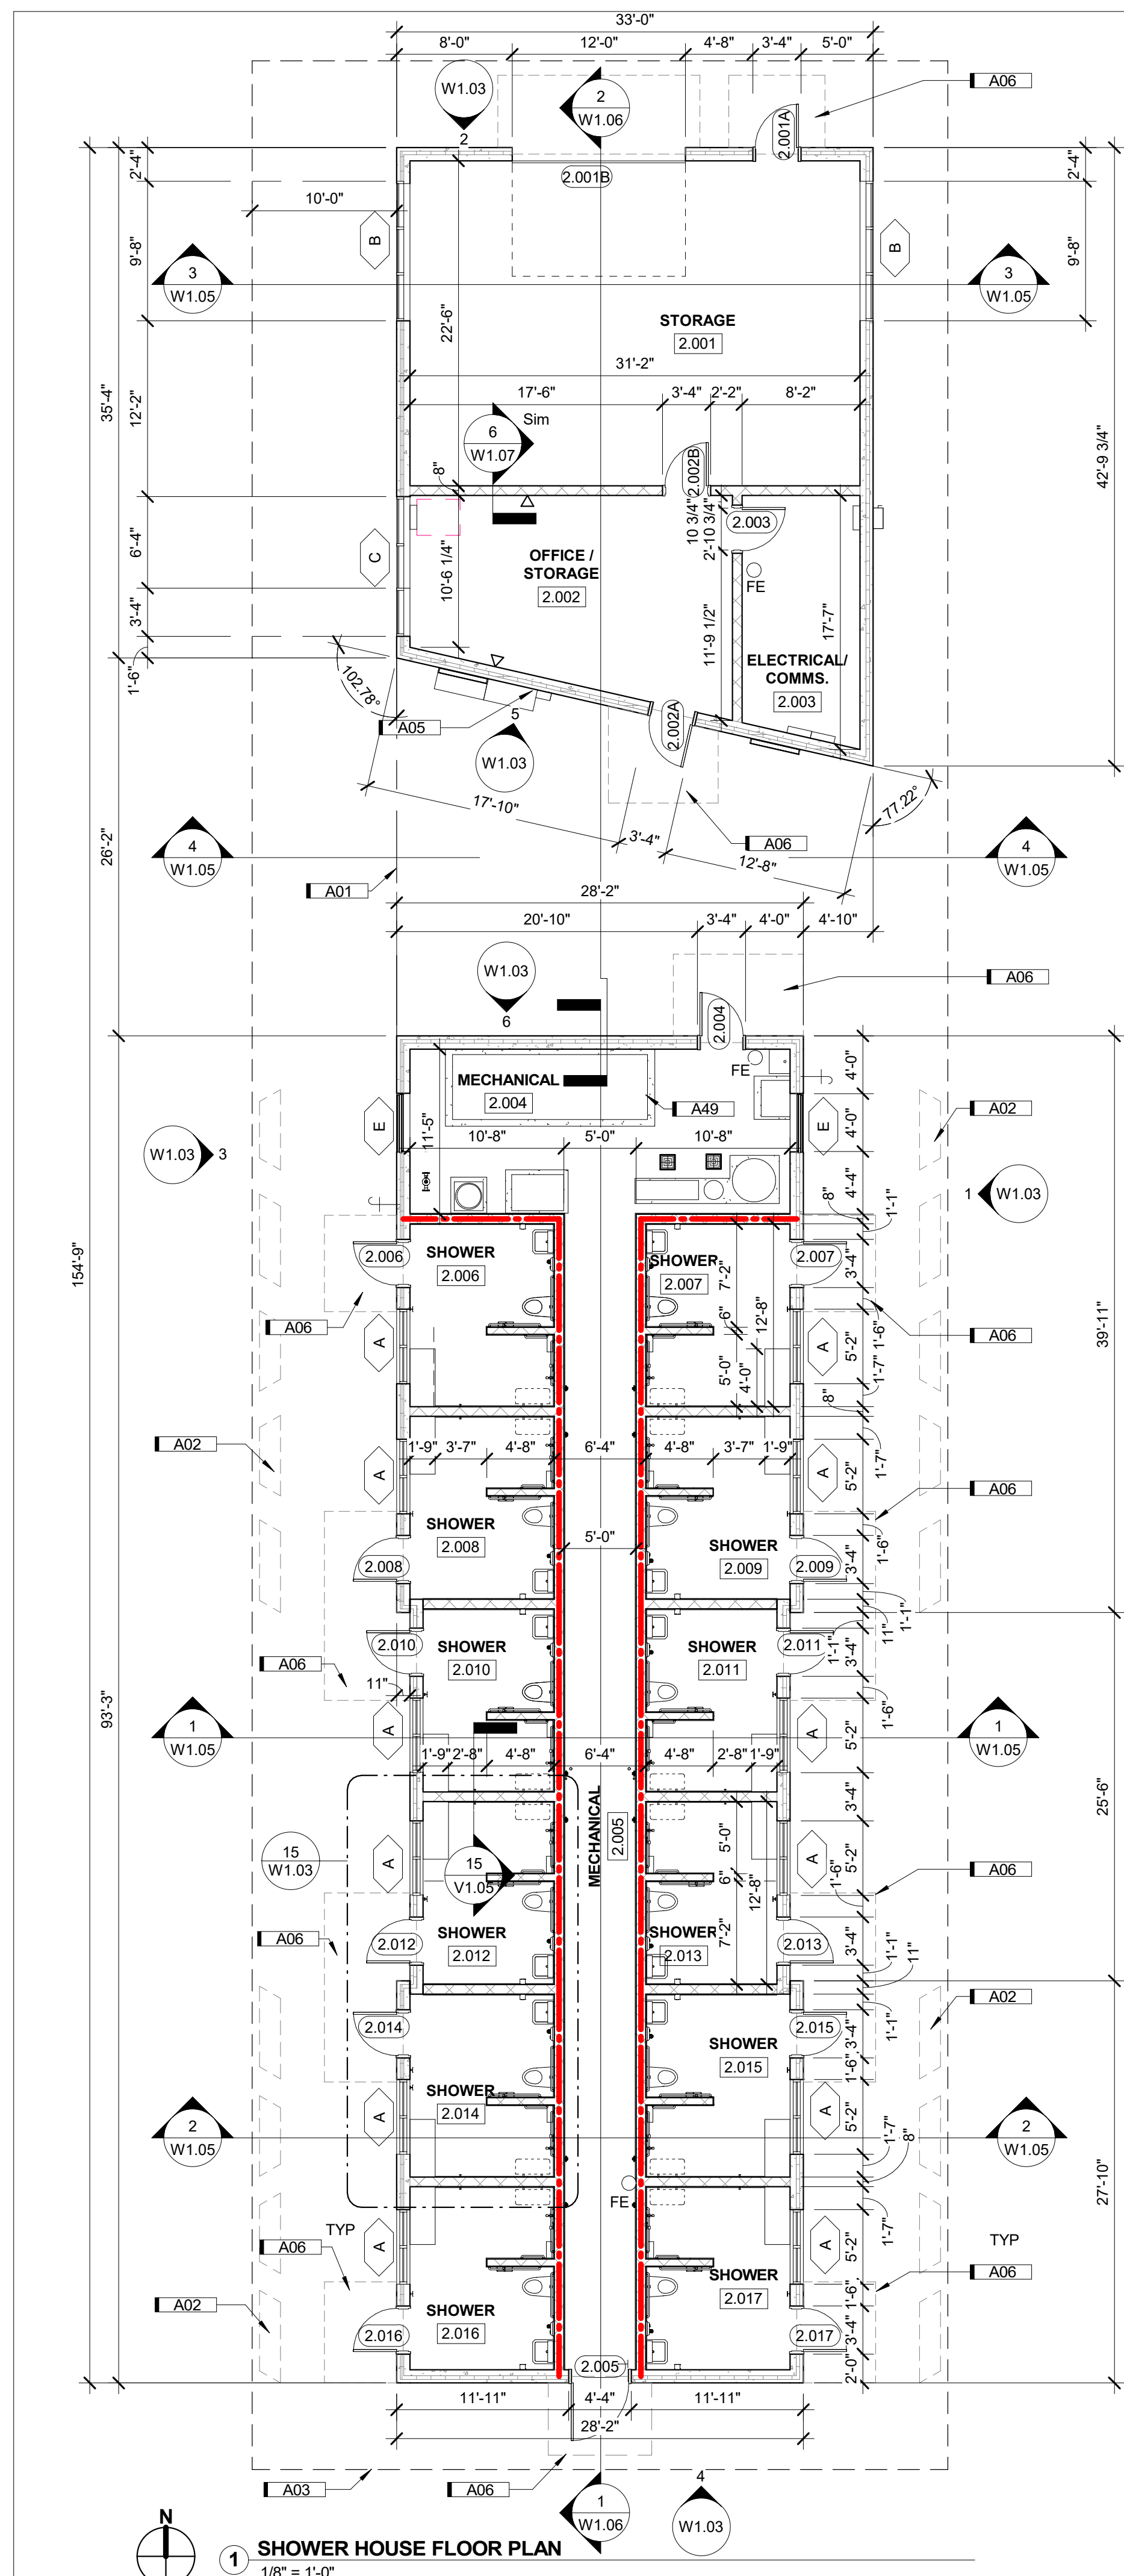 33'-0"
8'-0" 12'-0" 4'-8" 3'-4" 5'-0"
W1.03
2
2
W1.06
A06
2.001A
2.001B
2'-4"
10'-0"
B
B
2'-4"
9'-8"
9'-8"
3
W1.05
3
W1.05
22'-6"
STORAGE
2.001
31'-2"
17'-6" 3'-4" 2'-2" 8'-2"
35'-4"
12'-2"
42'-9 3/4"
6
W1.07
Sim
8"
2.002B
10 3/4"
2'-10 3/4"
2.003
6'-4"
C
10'-6 1/4"
OFFICE /
STORAGE
2.002
FE
3'-4"
11'-9 1/2"
17'-7"
ELECTRICAL/
COMMS.
2.003
1'-6"
102.78°
A05
5
W1.03
2.002A
17'-10"
3'-4"
12'-8"
77.22°
A06
26'-2"
4
W1.05
4
W1.05
A01
28'-2"
20'-10" 3'-4" 4'-0" 4'-10"
W1.03
6
A06
2.004
FE
MECHANICAL
2.004
A49
4'-0"
4'-0"
4'-4"
E
E
A02
11'-5"
10'-8" 5'-0" 10'-8"
W1.03
3
1
W1.03
154'-9"
8"
1'-1"
2.006
SHOWER
2.006
SHOWER
2.007
2.007
3'-4"
7'-2"
6"
12'-8"
A06
A06
A
A
5'-2"
1'-6"
1'-7"
5'-0"
4'-0"
8"
39'-11"
A02
1'-9" 3'-7" 4'-8" 6'-4" 4'-8" 3'-7" 1'-9"
A
A
5'-2"
1'-7"
A06
SHOWER
2.008
5'-0"
SHOWER
2.009
2.008
2.009
1'-6"
3'-4"
1'-1"
11"
2.010
SHOWER
2.010
SHOWER
2.011
2.011
1'-1"
3'-4"
A06
11"
1'-6"
93'-3"
1
W1.05
1
W1.05
A
A
5'-2"
1'-9" 2'-8" 4'-8" 6'-4" 4'-8" 2'-8" 1'-9"
3'-4"
25'-6"
MECHANICAL
2.005
15
W1.03
15
V1.05
A
A
5'-0"
6"
12'-8"
7'-2"
5'-2"
1'-6"
A06
A06
2.012
SHOWER
2.012
SHOWER
2.013
2.013
3'-4"
1'-1"
11"
A02
2.014
2.015
1'-1"
3'-4"
SHOWER
2.015
1'-6"
SHOWER
2.014
A
A
5'-2"
2
W1.05
2
W1.05
1'-7"
8"
27'-10"
FE
TYP
A06
A
A
5'-2"
1'-7"
TYP
A06
A02
SHOWER
2.017
1'-6"
SHOWER
2.016
2.016
2.017
3'-4"
2'-0"
2.005
11'-11" 4'-4" 11'-11"
28'-2"
A03
A06
1
W1.06
4
W1.03
N
1 SHOWER HOUSE FLOOR PLAN
1/8" = 1'-0"